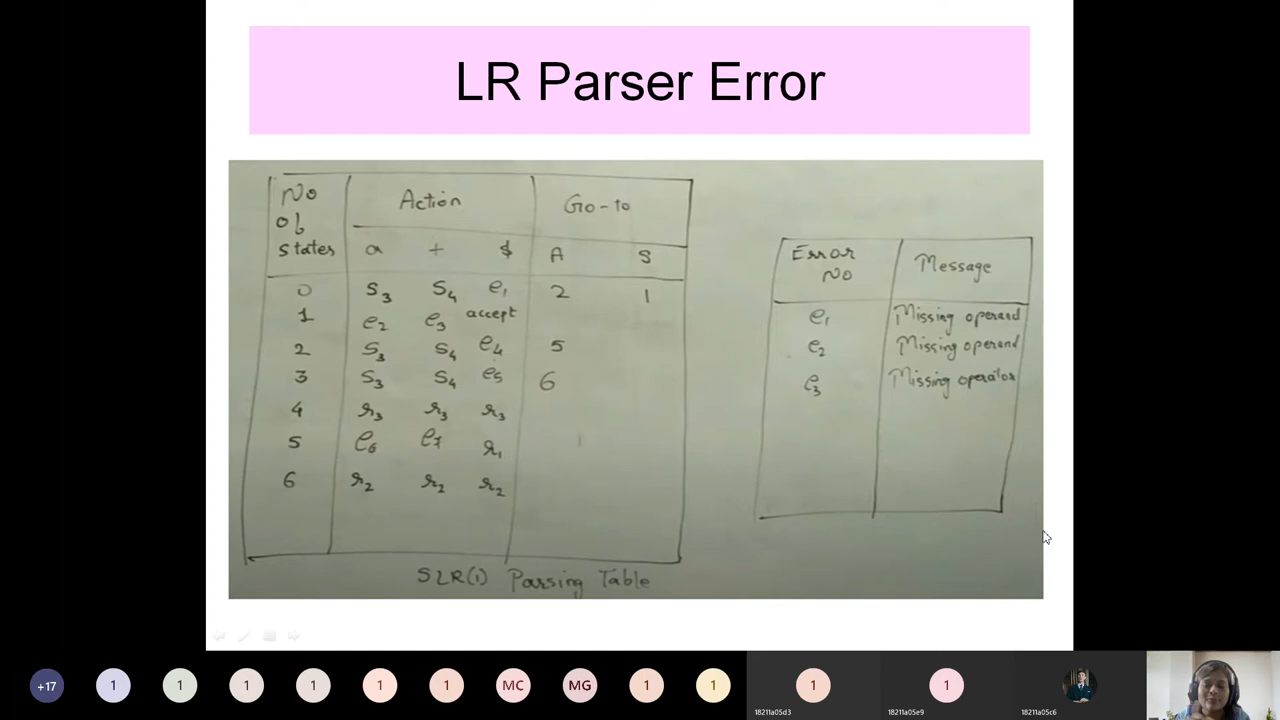 LR Parser Error
No
of
states
Action
Go-to
a + $ A S
0 S3 S4 e1 2 1
1 e2 e3 accept
2 S3 S4 e4 5
3 S3 S4 e5 6
4 r3 r3 r3
5 e6 e7 r1
6 r2 r2 r2
SLR(1) Parsing Table
Error
No
Message
e1 Missing operand
e2 Missing operand
e3 Missing operator
+17 1 1 1 1 1 1 MC MG 1 1 1 1
18211a05d3 18211a05e9 18211a05c6